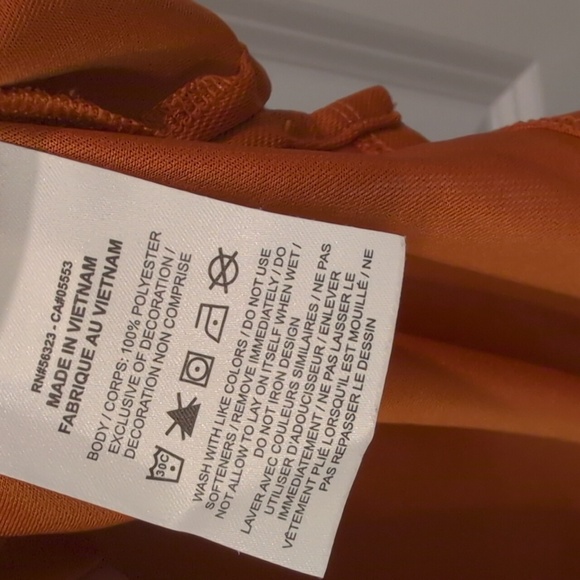 RN#56323 - CA#05553
MADE IN VIETNAM
FABRIQUE AU VIETNAM
BODY / CORPS: 100% POLYESTER
EXCLUSIVE OF DECORATION /
DÉCORATION NON COMPRISE
30C
WASH WITH LIKE COLORS / DO NOT USE
SOFTENERS / REMOVE IMMEDIATELY / DO
NOT ALLOW TO LAY ON ITSELF WHEN WET /
DO NOT IRON DESIGN
LAVER AVEC COULEURS SIMILAIRES / NE PAS
UTILISER D'ADOUCISSEUR / ENLEVER
IMMÉDIATEMENT / NE PAS LAISSER LE
VÊTEMENT PLIÉ LORSQU'IL EST MOUILLÉ / NE
PAS REPASSER LE DESSIN